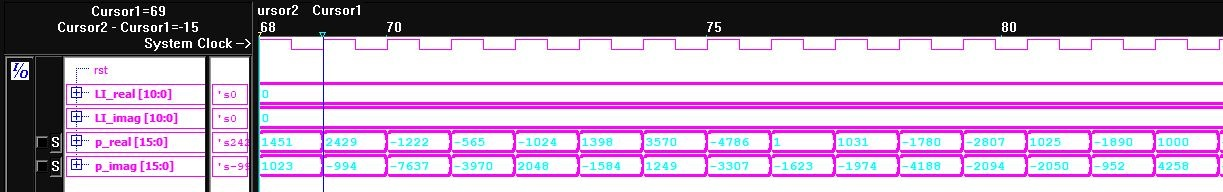 Cursor1=69
Cursor2 - Cursor1=-15
System Clock ->
ursor2 Cursor1
68 70 75 80
I/O
rst
LI_real [10:0] 's0 0
LI_imag [10:0] 's0 0
S p_real [15:0] 's242 1451 2429 -1222 -565 -1024 1398 3570 -4786 1 1031 -1780 -2807 1025 -1890 1000
S p_imag [15:0] 's-99 1023 -994 -7637 -3970 2048 -1584 1249 -3307 -1623 -1974 -4188 -2094 -2050 -952 4258